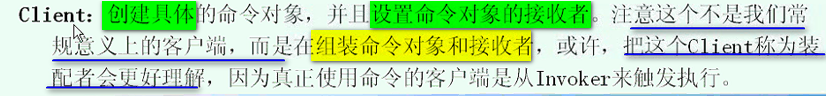 Client：创建具体的命令对象，并且设置命令对象的接收者。注意这个不是我们常
规意义上的客户端，而是在组装命令对象和接收者，或许，把这个Client称为装
配者会更好理解，因为真正使用命令的客户端是从Invoker来触发执行。